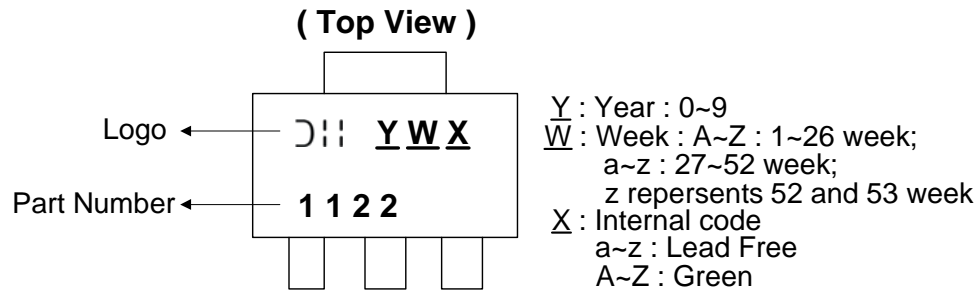 ( Top View )
Logo
Y W X
Part Number
1 1 2 2
Y : Year : 0~9
W : Week : A~Z : 1~26 week;
a~z : 27~52 week;
z repersents 52 and 53 week
X : Internal code
a~z : Lead Free
A~Z : Green